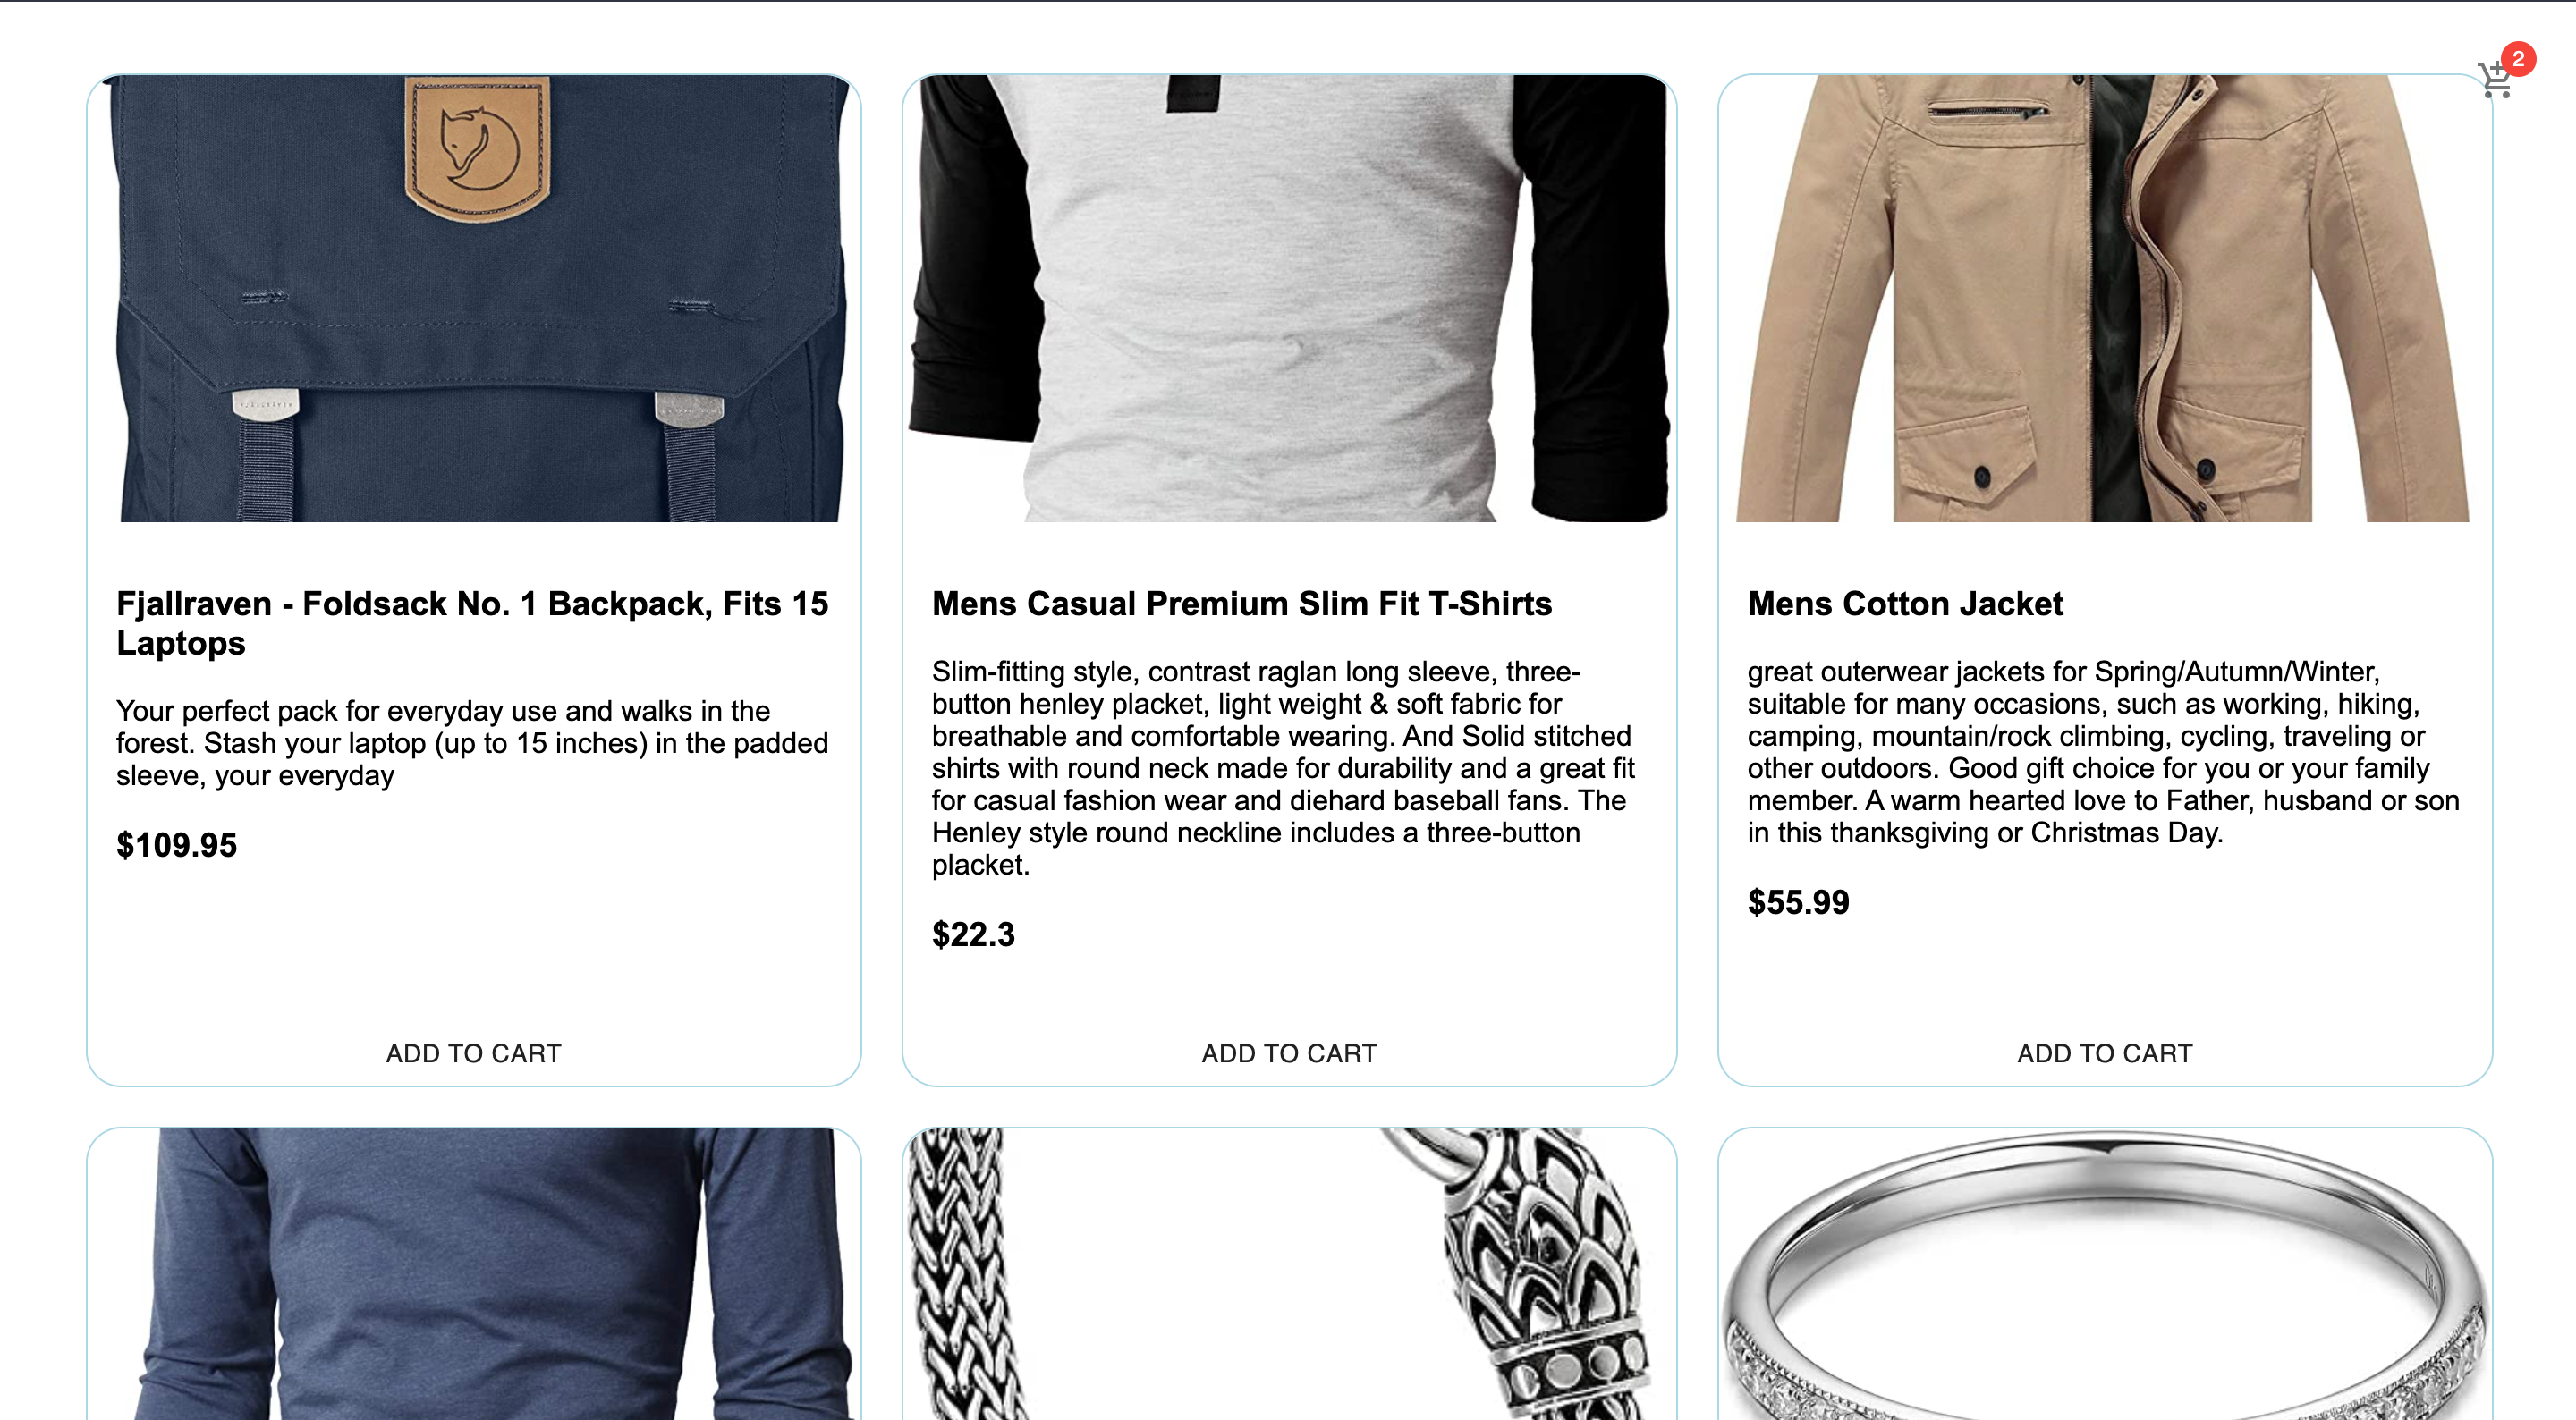 2
Fjallraven - Foldsack No. 1 Backpack, Fits 15
Laptops
Your perfect pack for everyday use and walks in the
forest. Stash your laptop (up to 15 inches) in the padded
sleeve, your everyday
$109.95
ADD TO CART
Mens Casual Premium Slim Fit T-Shirts
Slim-fitting style, contrast raglan long sleeve, three-
button henley placket, light weight & soft fabric for
breathable and comfortable wearing. And Solid stitched
shirts with round neck made for durability and a great fit
for casual fashion wear and diehard baseball fans. The
Henley style round neckline includes a three-button
placket.
$22.3
ADD TO CART
Mens Cotton Jacket
great outerwear jackets for Spring/Autumn/Winter,
suitable for many occasions, such as working, hiking,
camping, mountain/rock climbing, cycling, traveling or
other outdoors. Good gift choice for you or your family
member. A warm hearted love to Father, husband or son
in this thanksgiving or Christmas Day.
$55.99
ADD TO CART